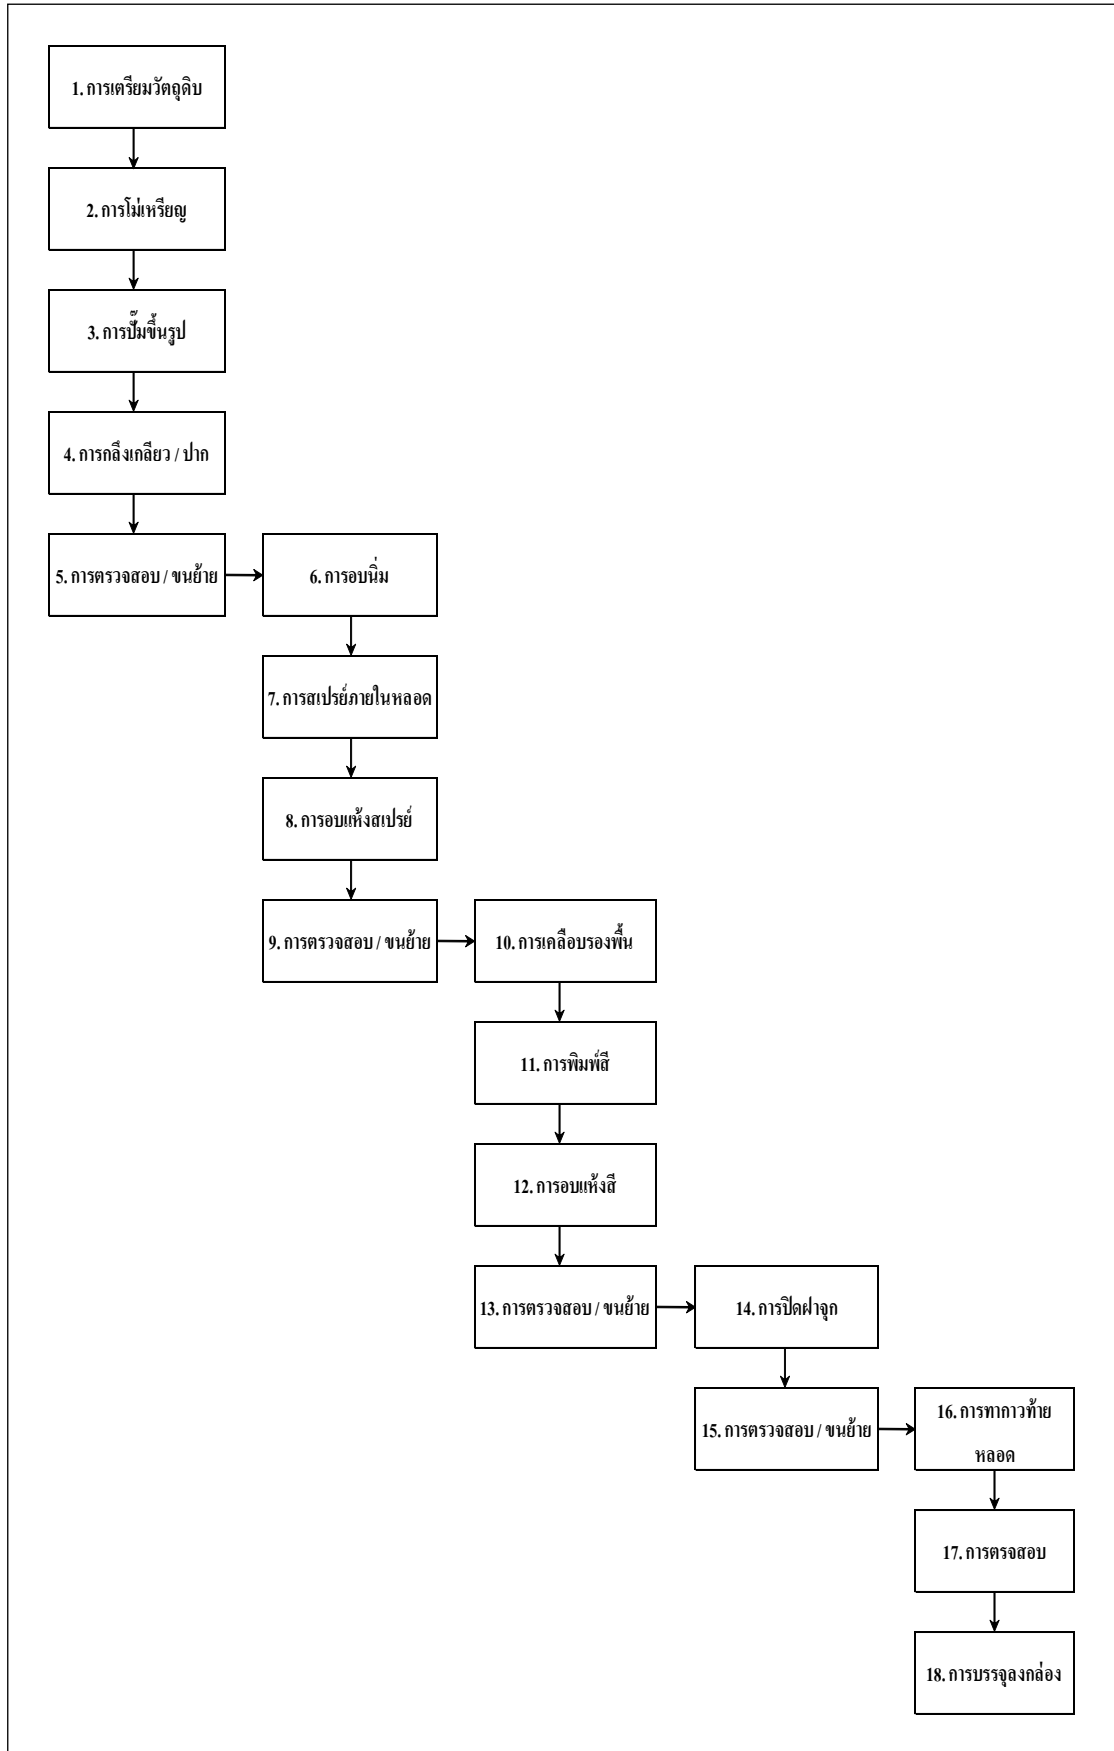 1. การเตรียมวัตถุดิบ
2. การโม่เหรียญ
3. การปั๊มขึ้นรูป
4. การกลึงเกลียว / ปาก
5. การตรวจสอบ / ขนย้าย
6. การอบนิ่ม
7. การสเปรย์ภายในหลอด
8. การอบแห้งสเปรย์
9. การตรวจสอบ / ขนย้าย
10. การเคลือบรองพื้น
11. การพิมพ์สี
12. การอบแห้งสี
13. การตรวจสอบ / ขนย้าย
14. การปิดฝาจุก
15. การตรวจสอบ / ขนย้าย
16. การทากาวท้าย
หลอด
17. การตรจสอบ
18. การบรรจุลงกล่อง